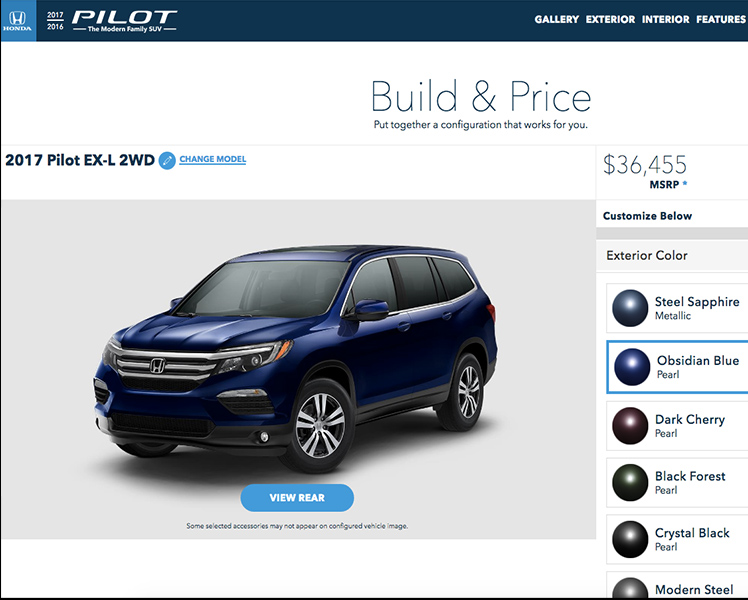 HONDA
2017
2016
PILOT
The Modern Family SUV
GALLERY EXTERIOR INTERIOR FEATURES
Build & Price
Put together a configuration that works for you.
2017 Pilot EX-L 2WD CHANGE MODEL
$36,455
MSRP *
Customize Below
Exterior Color
Steel Sapphire
Metallic
Obsidian Blue
Pearl
Dark Cherry
Pearl
Black Forest
Pearl
Crystal Black
Pearl
Modern Steel
VIEW REAR
Some selected accessories may not appear on configured vehicle image.